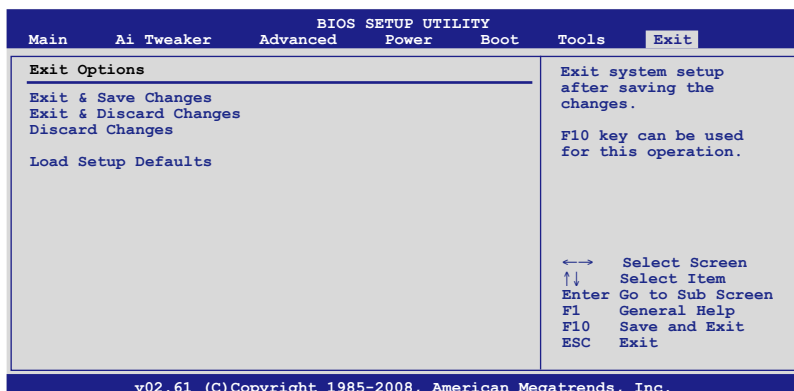 BIOS SETUP UTILITY
Main Ai Tweaker Advanced Power Boot Tools Exit
Exit Options
Exit & Save Changes
Exit & Discard Changes
Discard Changes
Load Setup Defaults
Exit system setup
after saving the
changes.
F10 key can be used
for this operation.
←→ Select Screen
↑↓ Select Item
Enter Go to Sub Screen
F1 General Help
F10 Save and Exit
ESC Exit
v02.61 (C)Copyright 1985-2008, American Megatrends, Inc.